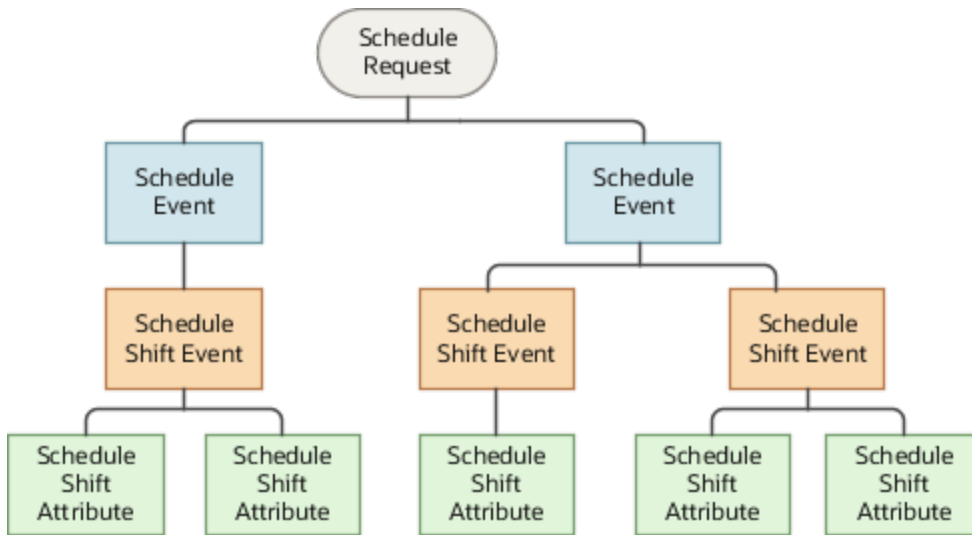 Schedule
Request
Schedule
Event
Schedule
Event
Schedule
Shift Event
Schedule
Shift Event
Schedule
Shift Event
Schedule
Shift
Attribute
Schedule
Shift
Attribute
Schedule
Shift
Attribute
Schedule
Shift
Attribute
Schedule
Shift
Attribute